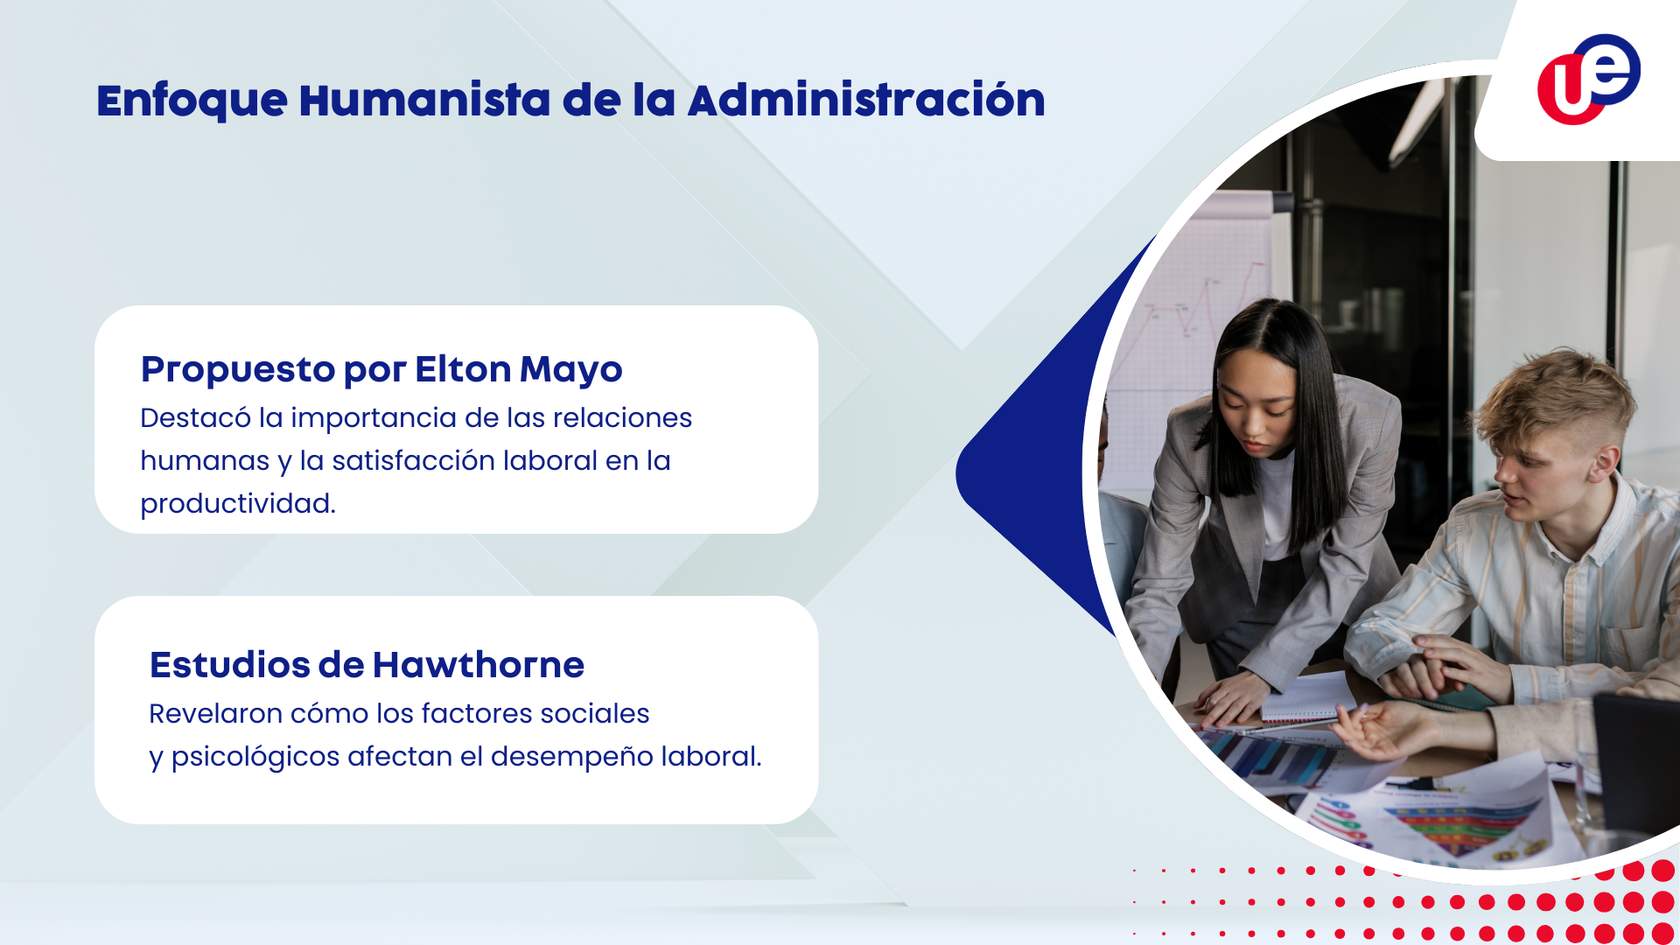 Enfoque Humanista de la Administración
ue
Propuesto por Elton Mayo
Destacó la importancia de las relaciones
humanas y la satisfacción laboral en la
productividad.
Estudios de Hawthorne
Revelaron cómo los factores sociales
y psicológicos afectan el desempeño laboral.